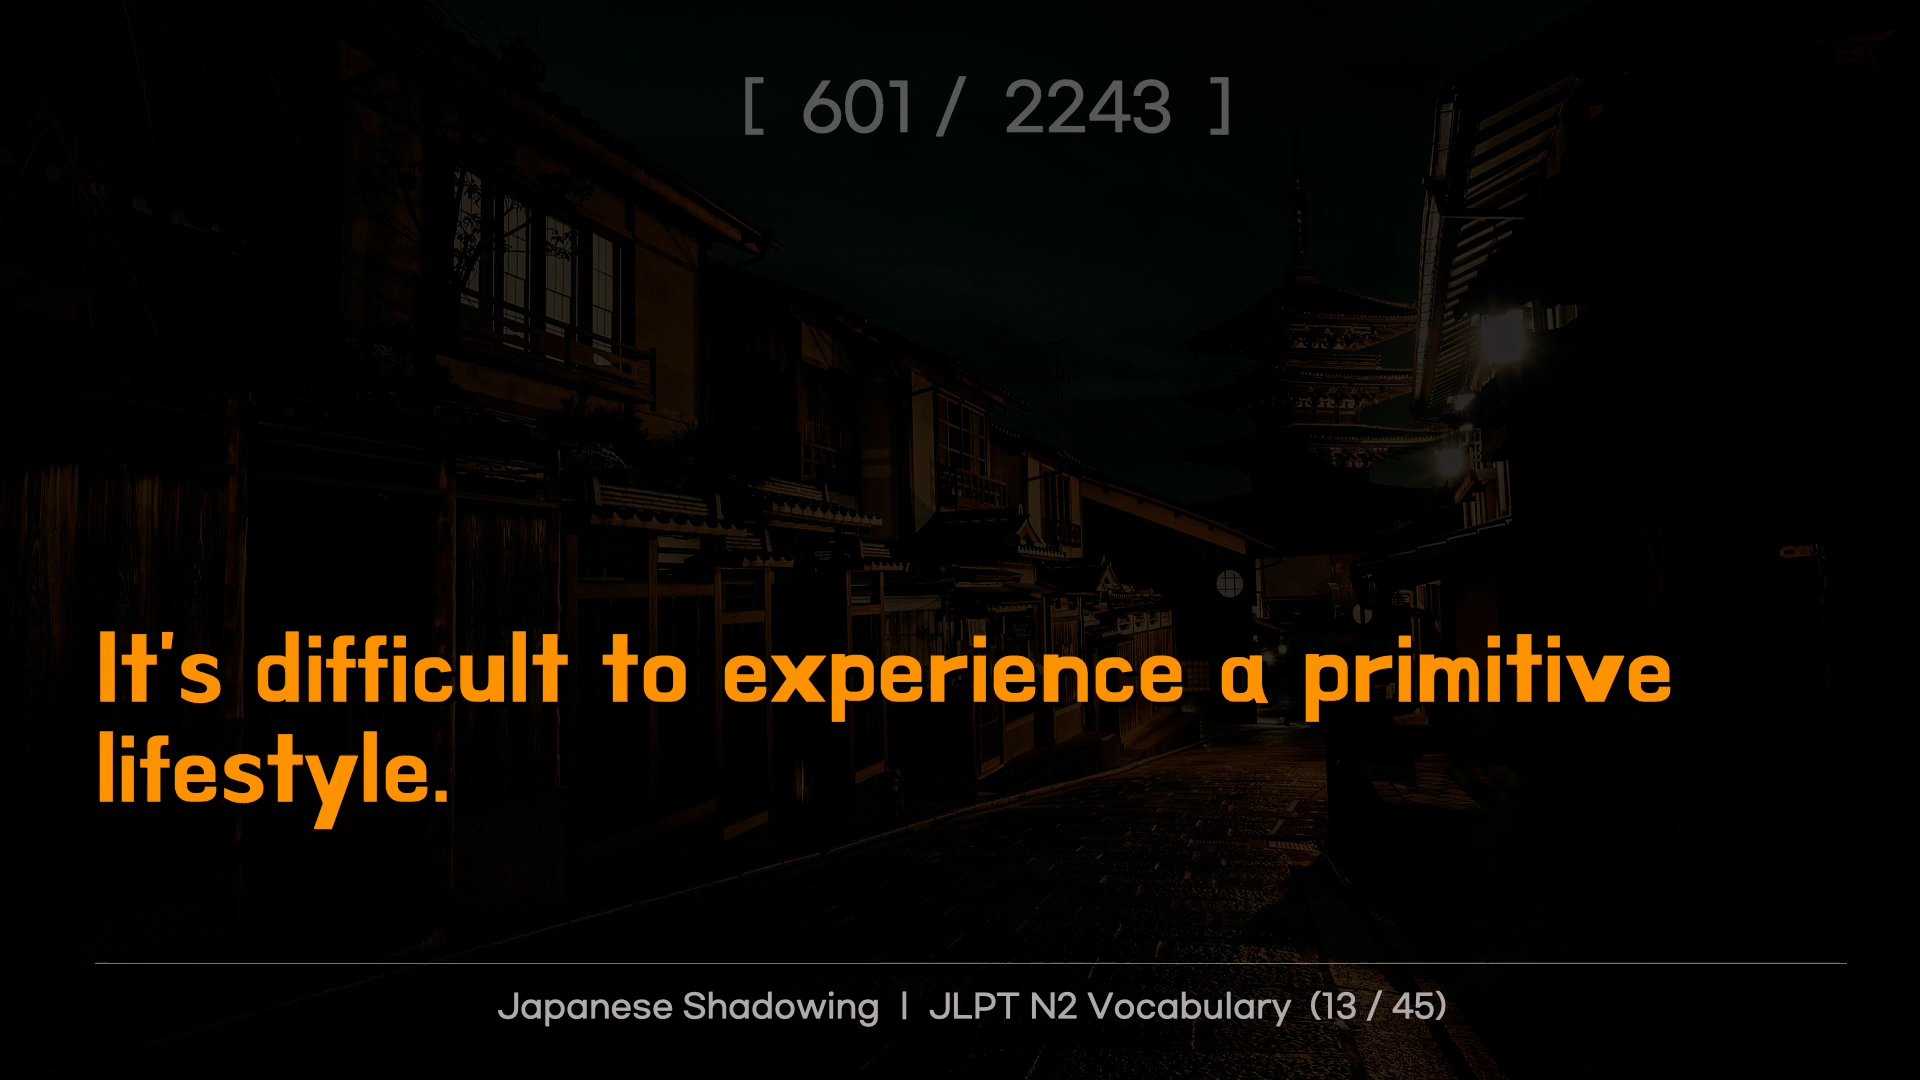 [ 601 / 2243 ]
It's difficult to experience a primitive
lifestyle.
Japanese Shadowing | JLPT N2 Vocabulary (13 / 45)